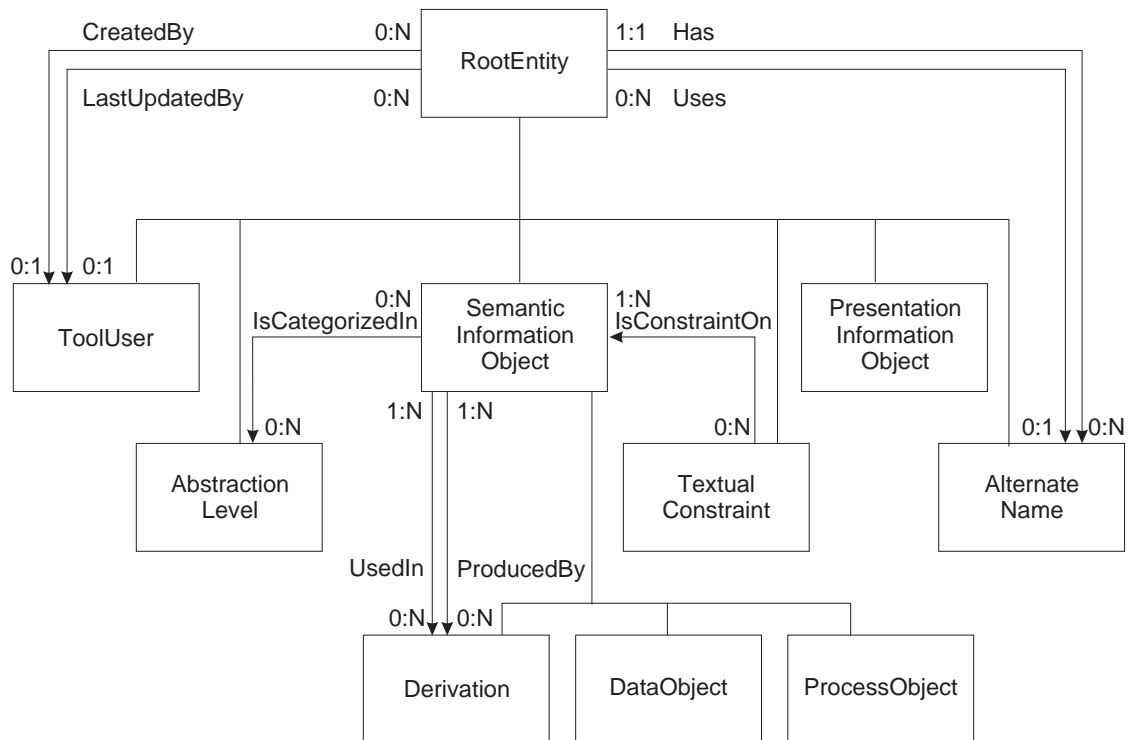 CreatedBy 0:N 1:1 Has
RootEntity
LastUpdatedBy 0:N 0:N Uses
0:1 0:1
ToolUser
0:N
IsCategorizedIn
Semantic
Information
Object
1:N
IsConstraintOn
Presentation
Information
Object
1:N 1:N
0:N
0:N
0:1 0:N
Abstraction
Level
Textual
Constraint
Alternate
Name
UsedIn ProducedBy
0:N 0:N
Derivation
DataObject
ProcessObject